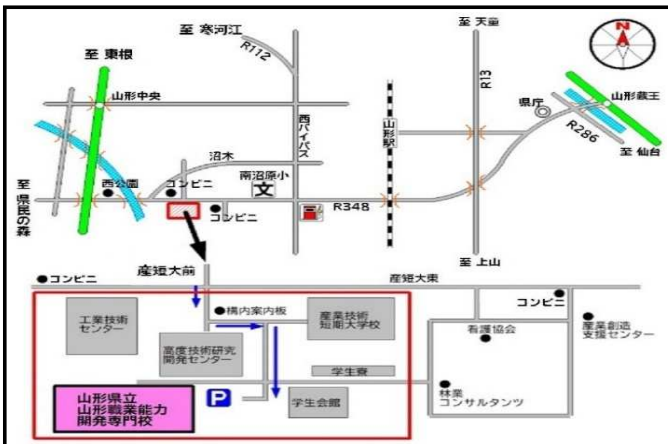 至 寒河江
R112
至 天童
N
至 東根
R13
山形中央
県庁
山形蔵王
R286
至 仙台
西バイパス
山形駅
沼木
南沼原小
文
至 県民の森
西公園
コンビニ
コンビニ
R348
至 上山
産短大前
コンビニ
産短大東
コンビニ
構内案内板
工業技術
センター
産業技術
短期大学校
高度技術研究
開発センター
看護協会
産業創造
支援センター
学生寮
山形県立
山形職業能力
開発専門校
P
学生会館
林業
コンサルタンツ